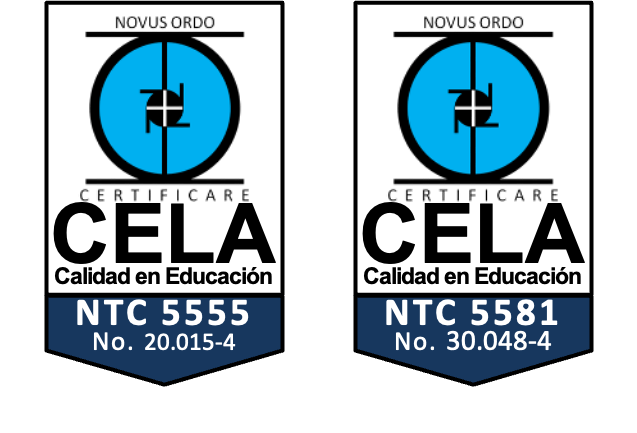 NOVUS ORDO
CERTIFICARE
CELA
Calidad en Educación
NTC 5555
No. 20.015-4
NOVUS ORDO
CERTIFICARE
CELA
Calidad en Educación
NTC 5581
No. 30.048-4